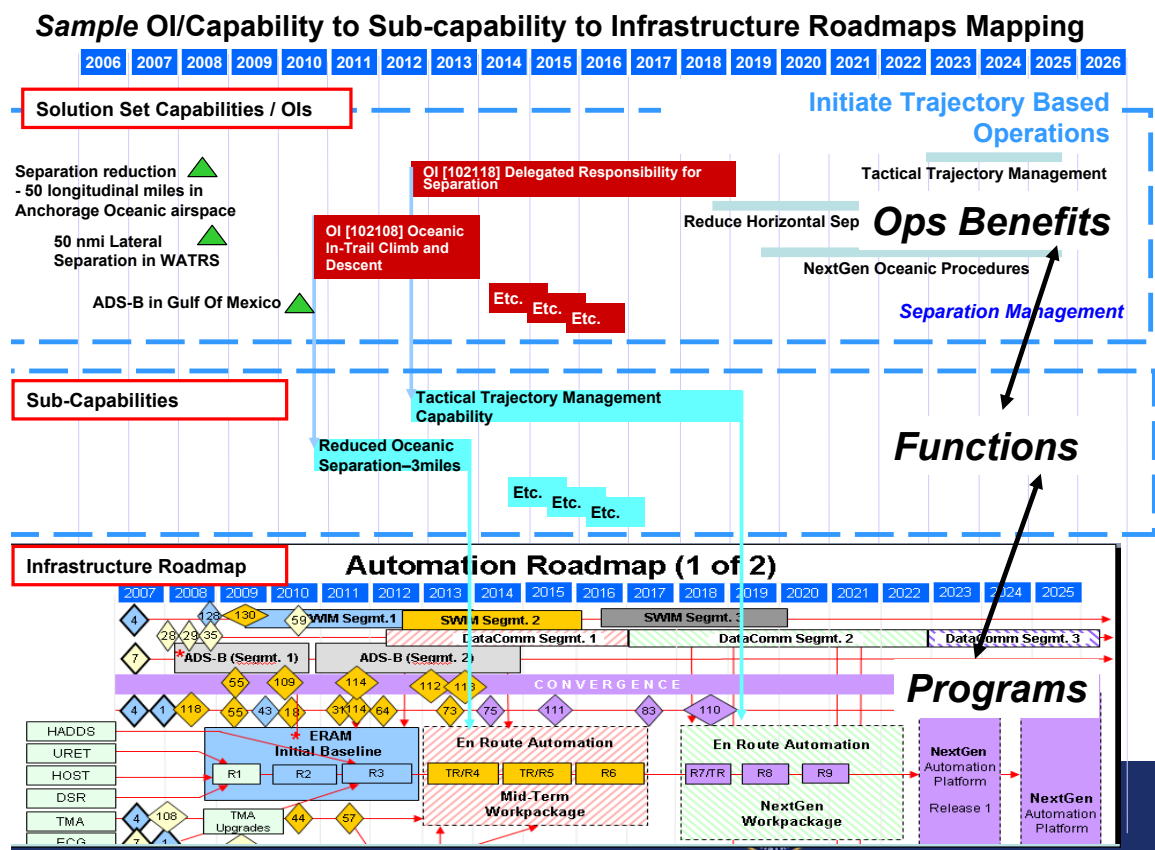 Sample OI/Capability to Sub-capability to Infrastructure Roadmaps Mapping
2006 2007 2008 2009 2010 2011 2012 2013 2014 2015 2016 2017 2018 2019 2020 2021 2022 2023 2024 2025 2026
Solution Set Capabilities / OIs
Initiate Trajectory Based
Operations
Separation reduction
- 50 longitudinal miles in
Anchorage Oceanic airspace
OI [102118] Delegated Responsibility for
Separation
Tactical Trajectory Management
50 nmi Lateral
Separation in WATRS
OI [102108] Oceanic
In-Trail Climb and
Descent
Reduce Horizontal Sep
Ops Benefits
NextGen Oceanic Procedures
ADS-B in Gulf Of Mexico
Etc.
Etc.
Etc.
Separation Management
Sub-Capabilities
Tactical Trajectory Management
Capability
Reduced Oceanic
Separation–3miles
Functions
Etc.
Etc.
Etc.
Infrastructure Roadmap
Automation Roadmap (1 of 2)
2007 2008 2009 2010 2011 2012 2013 2014 2015 2016 2017 2018 2019 2020 2021 2022 2023 2024 2025
4 128 130 59 WIM Segmt.1 SWIM Segmt. 2 SWIM Segmt. 3
28 29 35 DataComm Segmt. 1 DataComm Segmt. 2 DataComm Segmt. 3
7 * ADS-B (Segmt. 1) ADS-B (Segmt. 2)
55 109 114 112 113 CONVERGENCE
Programs
4 1 118 55 43 18 31 114 64 73 75 111 83 110
HADDS
URET
HOST
DSR
TMA
ECG
* ERAM
Initial Baseline
R1 R2 R3
En Route Automation
TR/R4 TR/R5 R6
Mid-Term
Workpackage
En Route Automation
R7/TR R8 R9
NextGen
Workpackage
NextGen
Automation
Platform
Release 1
NextGen
Automation
Platform
4 108 TMA
Upgrades 44 57
7 1